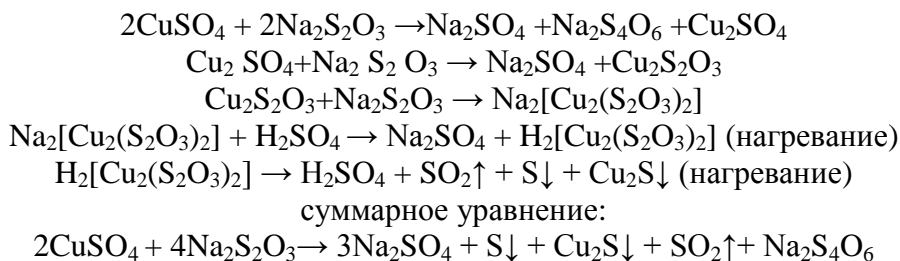 2CuSO₄ + 2Na₂S₂O₃ →Na₂SO₄ +Na₂S₄O₆ +Cu₂SO₄
Cu₂ SO₄+Na₂ S₂ O₃ → Na₂SO₄ +Cu₂S₂O₃
Cu₂S₂O₃+Na₂S₂O₃ → Na₂[Cu₂(S₂O₃)₂]
Na₂[Cu₂(S₂O₃)₂] + H₂SO₄ → Na₂SO₄ + H₂[Cu₂(S₂O₃)₂] (нагревание)
H₂[Cu₂(S₂O₃)₂] → H₂SO₄ + SO₂↑ + S↓ + Cu₂S↓ (нагревание)
суммарное уравнение:
2CuSO₄ + 4Na₂S₂O₃→ 3Na₂SO₄ + S↓ + Cu₂S↓ + SO₂↑+ Na₂S₄O₆